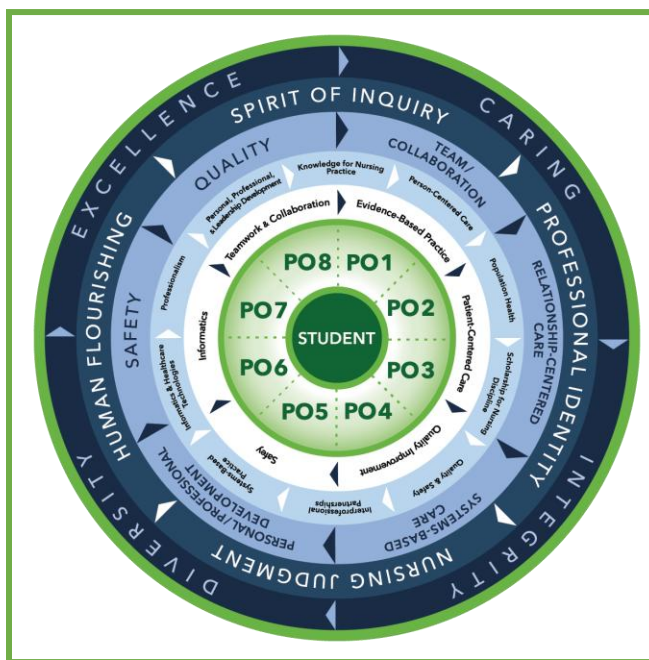 EXCELLENCE
CARING
INTEGRITY
DIVERSITY
SPIRIT OF INQUIRY
PROFESSIONAL IDENTITY
NURSING JUDGMENT
HUMAN FLOURISHING
QUALITY
TEAM/
COLLABORATION
RELATIONSHIP-CENTERED
CARE
SYSTEMS-BASED
CARE
PERSONAL/PROFESSIONAL
DEVELOPMENT
SAFETY
Knowledge for Nursing
Practice
Person-Centered Care
Population Health
Scholarship for Nursing
Discipline
Quality & Safety
Interprofessional
Partnerships
Systems-Based
Practice
Informatics & Healthcare
Technologies
Professionalism
Personal, Professional,
& Leadership Development
Evidence-Based Practice
Patient-Centered Care
Quality Improvement
Safey
Informatics
Teamwork & Collaboration
PO1
PO2
PO3
PO4
PO5
PO6
PO7
PO8
STUDENT